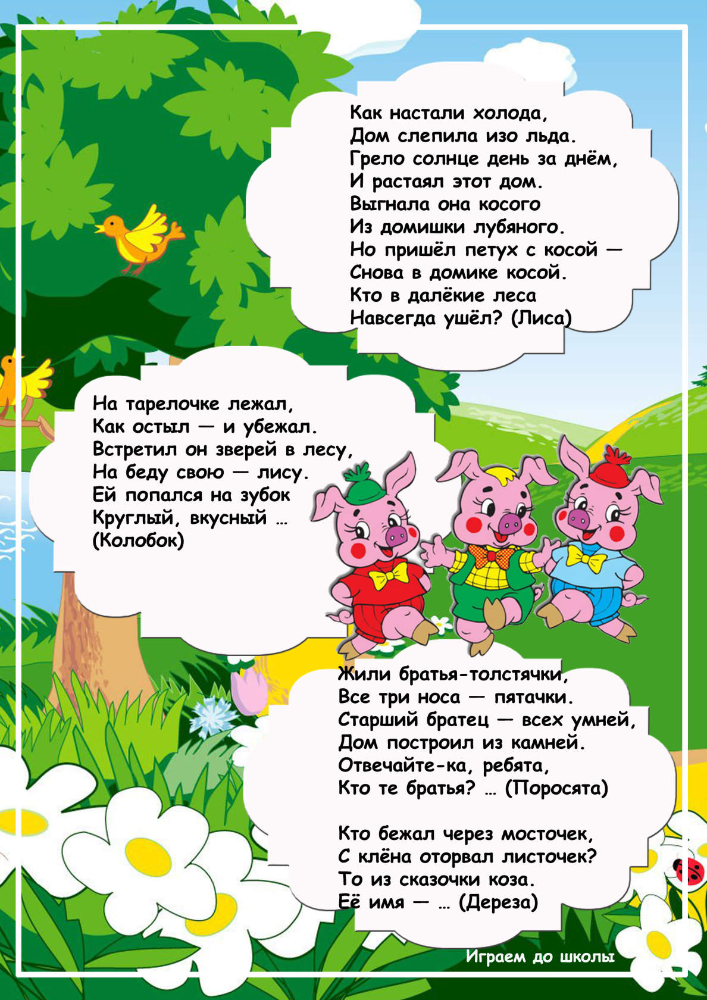 Как настали холода,
Дом слепила изо льда.
Грело солнце день за днём,
И растаял этот дом.
Выгнала она косого
Из домишки лубяного.
Но пришёл петух с косой —
Снова в домике косой.
Кто в далёкие леса
Навсегда ушёл? (Лиса)
На тарелочке лежал,
Как остыл — и убежал.
Встретил он зверей в лесу,
На беду свою — лису.
Ей попался на зубок
Круглый, вкусный ...
(Колобок)
Жили братья-толстячки,
Все три носа — пятачки.
Старший братец — всех умней,
Дом построил из камней.
Отвечайте-ка, ребята,
Кто те братья? ... (Поросята)
Кто бежал через мосточек,
С клёна оторвал листочек?
То из сказочки коза.
Её имя — ... (Дереза)
Играем до школы